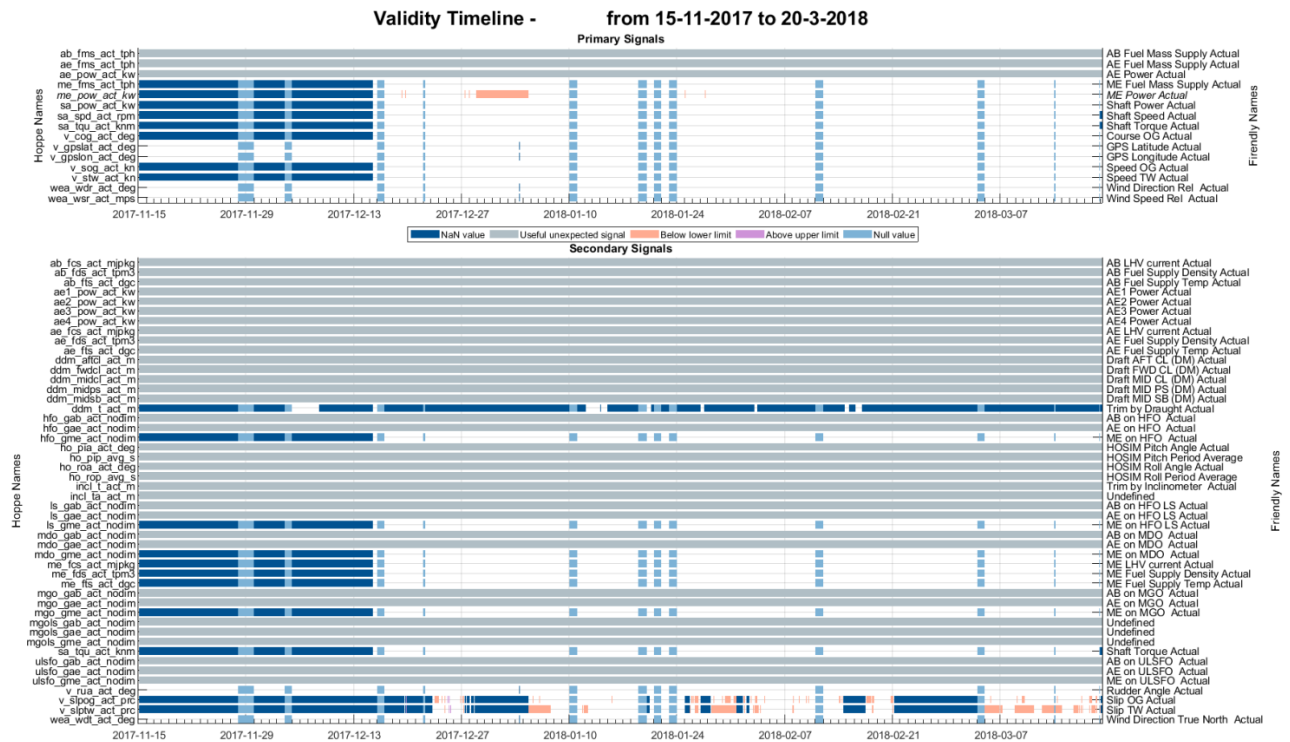 Validity Timeline - from 15-11-2017 to 20-3-2018
Primary Signals
Hoppe Names
Firendly Names
ab_fms_act_tph AB Fuel Mass Supply Actual
ae_fms_act_tph AE Fuel Mass Supply Actual
ae_pow_act_kw AE Power Actual
me_fms_act_tph ME Fuel Mass Supply Actual
me_pow_act_kw ME Power Actual
sa_pow_act_kw Shaft Power Actual
sa_spd_act_rpm Shaft Speed Actual
sa_tqu_act_knm Shaft Torque Actual
v_cog_act_deg Course OG Actual
v_gpslat_act_deg GPS Latitude Actual
v_gpslon_act_deg GPS Longitude Actual
v_sog_act_kn Speed OG Actual
v_stw_act_kn Speed TW Actual
wea_wdr_act_deg Wind Direction Rel Actual
wea_wsr_act_mps Wind Speed Rel Actual
2017-11-15 2017-11-29 2017-12-13 2017-12-27 2018-01-10 2018-01-24 2018-02-07 2018-02-21 2018-03-07
NaN value Useful unexpected signal Below lower limit Above upper limit Null value
Secondary Signals
Hoppe Names
Friendly Names
ab_fcs_act_mjpkg AB LHV current Actual
ab_fds_act_tpm3 AB Fuel Supply Density Actual
ab_fts_act_dgc AB Fuel Supply Temp Actual
ae1_pow_act_kw AE1 Power Actual
ae2_pow_act_kw AE2 Power Actual
ae3_pow_act_kw AE3 Power Actual
ae4_pow_act_kw AE4 Power Actual
ae_fcs_act_mjpkg AE LHV current Actual
ae_fds_act_tpm3 AE Fuel Supply Density Actual
ae_fts_act_dgc AE Fuel Supply Temp Actual
ddm_aftcl_act_m Draft AFT CL (DM) Actual
ddm_fwdcl_act_m Draft FWD CL (DM) Actual
ddm_midcl_act_m Draft MID CL (DM) Actual
ddm_midps_act_m Draft MID PS (DM) Actual
ddm_midsb_act_m Draft MID SB (DM) Actual
ddm_t_act_m Trim by Draught Actual
hfo_gab_act_nodim AB on HFO Actual
hfo_gae_act_nodim AE on HFO Actual
hfo_gme_act_nodim ME on HFO Actual
ho_pia_act_deg HOSIM Pitch Angle Actual
ho_pip_avg_s HOSIM Pitch Period Average
ho_roa_act_deg HOSIM Roll Angle Actual
ho_rop_avg_s HOSIM Roll Period Average
incl_t_act_m Trim by Inclinometer Actual
incl_ta_act_m Undefined
ls_gab_act_nodim AB on HFO LS Actual
ls_gae_act_nodim AE on HFO LS Actual
ls_gme_act_nodim ME on HFO LS Actual
mdo_gab_act_nodim AB on MDO Actual
mdo_gae_act_nodim AE on MDO Actual
mdo_gme_act_nodim ME on MDO Actual
me_fcs_act_mjpkg ME LHV current Actual
me_fds_act_tpm3 ME Fuel Supply Density Actual
me_fts_act_dgc ME Fuel Supply Temp Actual
mgo_gab_act_nodim AB on MGO Actual
mgo_gae_act_nodim AE on MGO Actual
mgo_gme_act_nodim ME on MGO Actual
mgols_gab_act_nodim Undefined
mgols_gae_act_nodim Undefined
mgols_gme_act_nodim Undefined
sa_tqu_act_knm Shaft Torque Actual
ulsfo_gab_act_nodim AB on ULSFO Actual
ulsfo_gae_act_nodim AE on ULSFO Actual
ulsfo_gme_act_nodim ME on ULSFO Actual
v_rua_act_deg Rudder Angle Actual
v_slpog_act_prc Slip OG Actual
v_slptw_act_prc Slip TW Actual
wea_wdt_act_deg Wind Direction True North Actual
2017-11-15 2017-11-29 2017-12-13 2017-12-27 2018-01-10 2018-01-24 2018-02-07 2018-02-21 2018-03-07